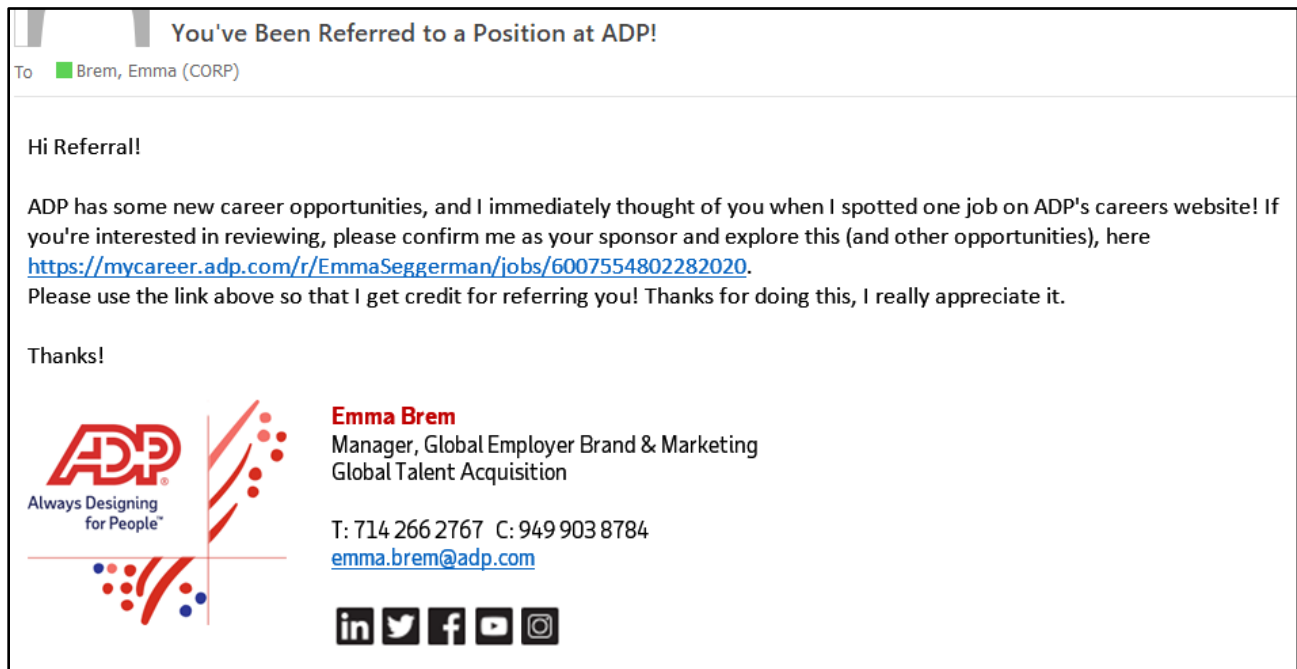 You've Been Referred to a Position at ADP!
To Brem, Emma (CORP)
Hi Referral!
ADP has some new career opportunities, and I immediately thought of you when I spotted one job on ADP's careers website! If
you're interested in reviewing, please confirm me as your sponsor and explore this (and other opportunities), here
https://mycareer.adp.com/r/EmmaSeggerman/jobs/6007554802282020.
Please use the link above so that I get credit for referring you! Thanks for doing this, I really appreciate it.
Thanks!
ADP®
Always Designing
for People™
Emma Brem
Manager, Global Employer Brand & Marketing
Global Talent Acquisition
T: 714 266 2767 C: 949 903 8784
emma.brem@adp.com
in